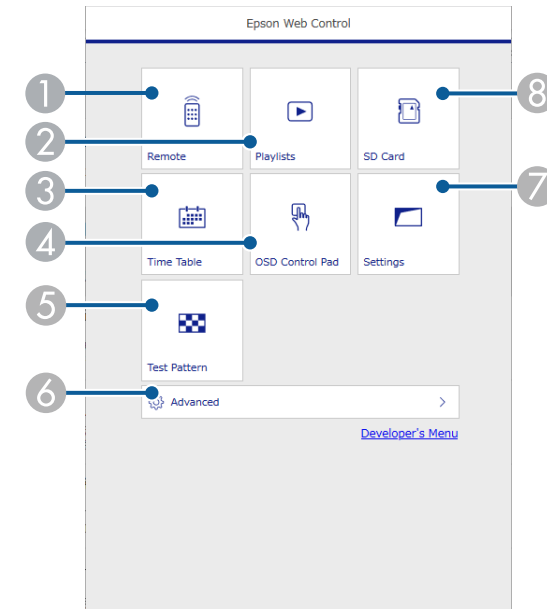 Epson Web Control
1
8
2
Remote
Playlists
SD Card
3
7
4
Time Table
OSD Control Pad
Settings
5
Test Pattern
6
Advanced
Developer's Menu